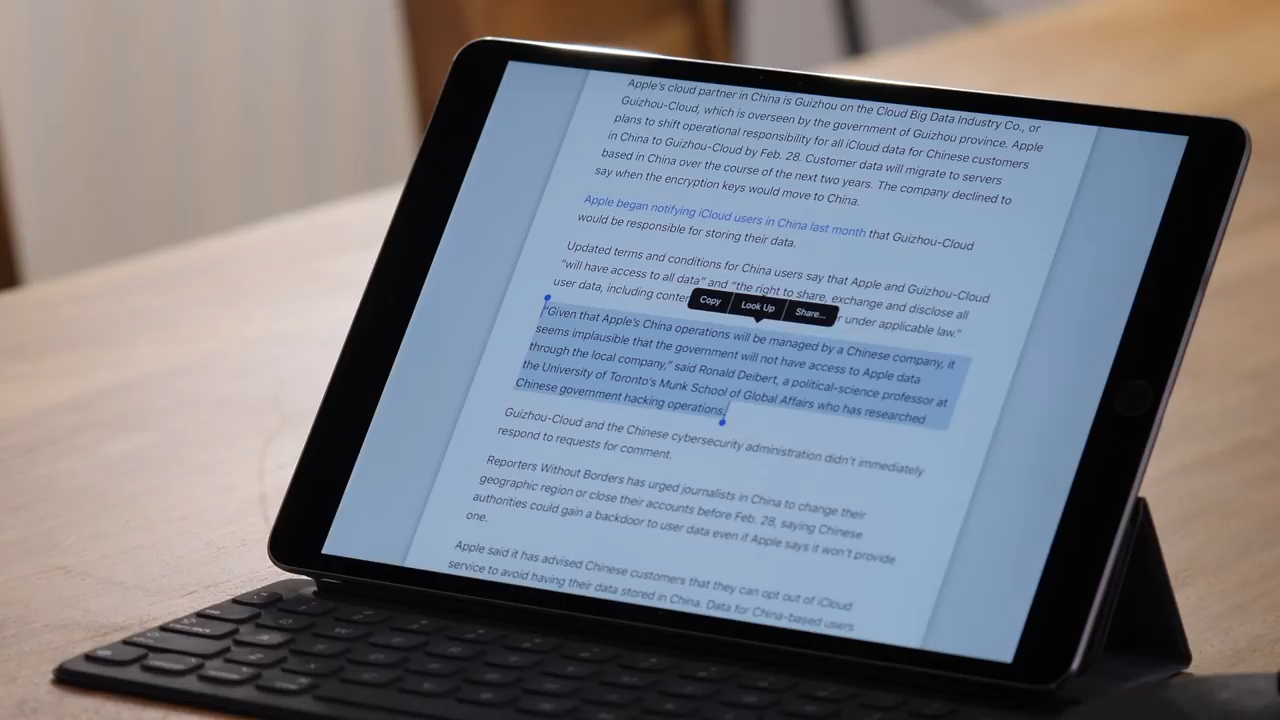 Apple's cloud partner in China is Guizhou on the Cloud Big Data Industry Co., or
Guizhou-Cloud, which is overseen by the government of Guizhou province. Apple
plans to shift operational responsibility for all iCloud data for Chinese customers
in China to Guizhou-Cloud by Feb. 28. Customer data will migrate to servers
based in China over the course of the next two years. The company declined to
say when the encryption keys would move to China.
Apple began notifying iCloud users in China last month that Guizhou-Cloud
would be responsible for storing their data.
Updated terms and conditions for China users say that Apple and Guizhou-Cloud
“will have access to all data” and “the right to share, exchange and disclose all
user data, including r under applicable law.”
Copy Look Up Share...
“Given that Apple's China operations will be managed by a Chinese company, it
seems implausible that the government will not have access to Apple data
through the local company,” said Ronald Deibert, a political-science professor at
the University of Toronto's Munk School of Global Affairs who has researched
Chinese government hacking operations.
Guizhou-Cloud and the Chinese cybersecurity administration didn't immediately
respond to requests for comment.
Reporters Without Borders has urged journalists in China to change their
geographic region or close their accounts before Feb. 28, saying Chinese
authorities could gain a backdoor to user data even if Apple says it won't provide
one.
Apple said it has advised Chinese customers that they can opt out of iCloud
service to avoid having their data stored in China. Data for China-based users